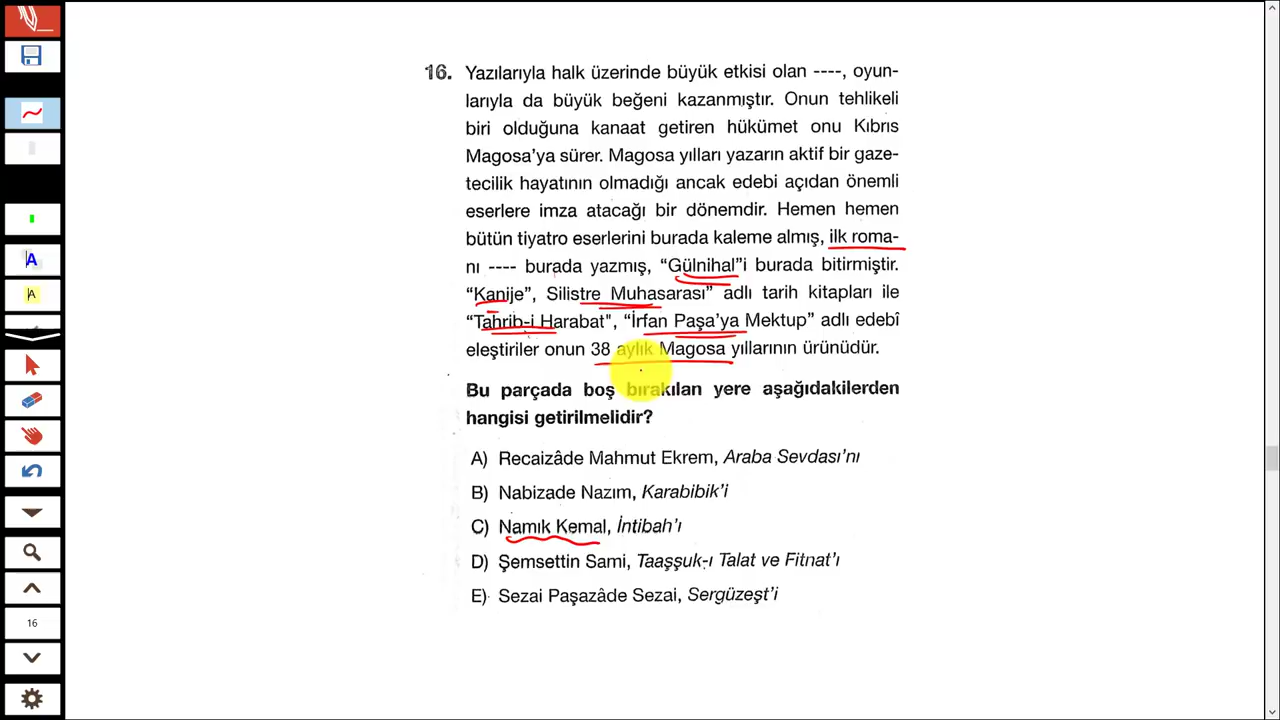 16. Yazılarıyla halk üzerinde büyük etkisi olan ----, oyun-
larıyla da büyük beğeni kazanmıştır. Onun tehlikeli
biri olduğuna kanaat getiren hükümet onu Kıbrıs
Magosa'ya sürer. Magosa yılları yazarın aktif bir gaze-
tecilik hayatının olmadığı ancak edebi açıdan önemli
eserlere imza atacağı bir dönemdir. Hemen hemen
bütün tiyatro eserlerini burada kaleme almış, ilk roma-
nı ---- burada yazmış, "Gülnihal"i burada bitirmiştir.
"Kanije", Silistre Muhasarası" adlı tarih kitapları ile
"Tahrib-i Harabat", "İrfan Paşa'ya Mektup" adlı edebî
eleştiriler onun 38 aylık Magosa yıllarının ürünüdür.
Bu parçada boş bırakılan yere aşağıdakilerden
hangisi getirilmelidir?
A) Recaizâde Mahmut Ekrem, Araba Sevdası'nı
B) Nabizade Nazım, Karabibik'i
C) Namık Kemal, İntibah'ı
D) Şemsettin Sami, Taaşşuk-ı Talat ve Fitnat'ı
E) Sezai Paşazâde Sezai, Sergüzeşt'i
A
A
16